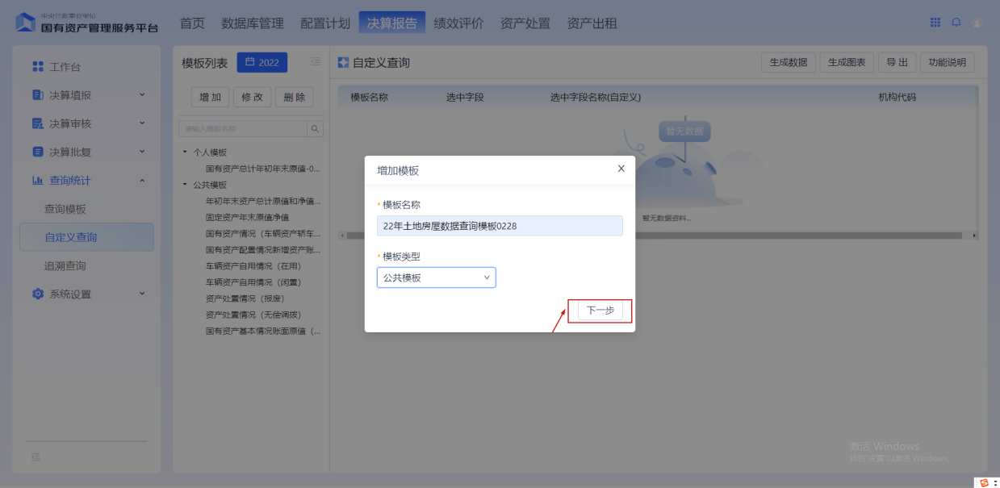 中央行政事业单位
国有资产管理服务平台
首页 数据库管理 配置计划 决算报告 绩效评价 资产处置 资产出租
工作台
决算填报
决算审核
决算批复
查询统计
查询模板
自定义查询
追溯查询
系统设置
模板列表 2022
增 加 修 改 删 除
请输入模板名称
个人模板
国有资产总计年初年末原值-0...
公共模板
年初年末资产总计原值和净值...
固定资产年末原值净值
国有资产情况（车辆资产轿车...
国有资产配置情况新增资产账...
车辆资产自用情况（在用）
车辆资产自用情况（闲置）
资产处置情况（报废）
资产处置情况（无偿调拨）
国有资产基本情况账面原值（...
自定义查询 生成数据 生成图表 导 出 功能说明
模板名称 选中字段 选中字段名称(自定义) 机构代码
暂无数据
暂无数据资料...
增加模板 X
* 模板名称
22年土地房屋数据查询模板0228
* 模板类型
公共模板
下一步
激活 Windows
转到"设置"以激活 Windows。